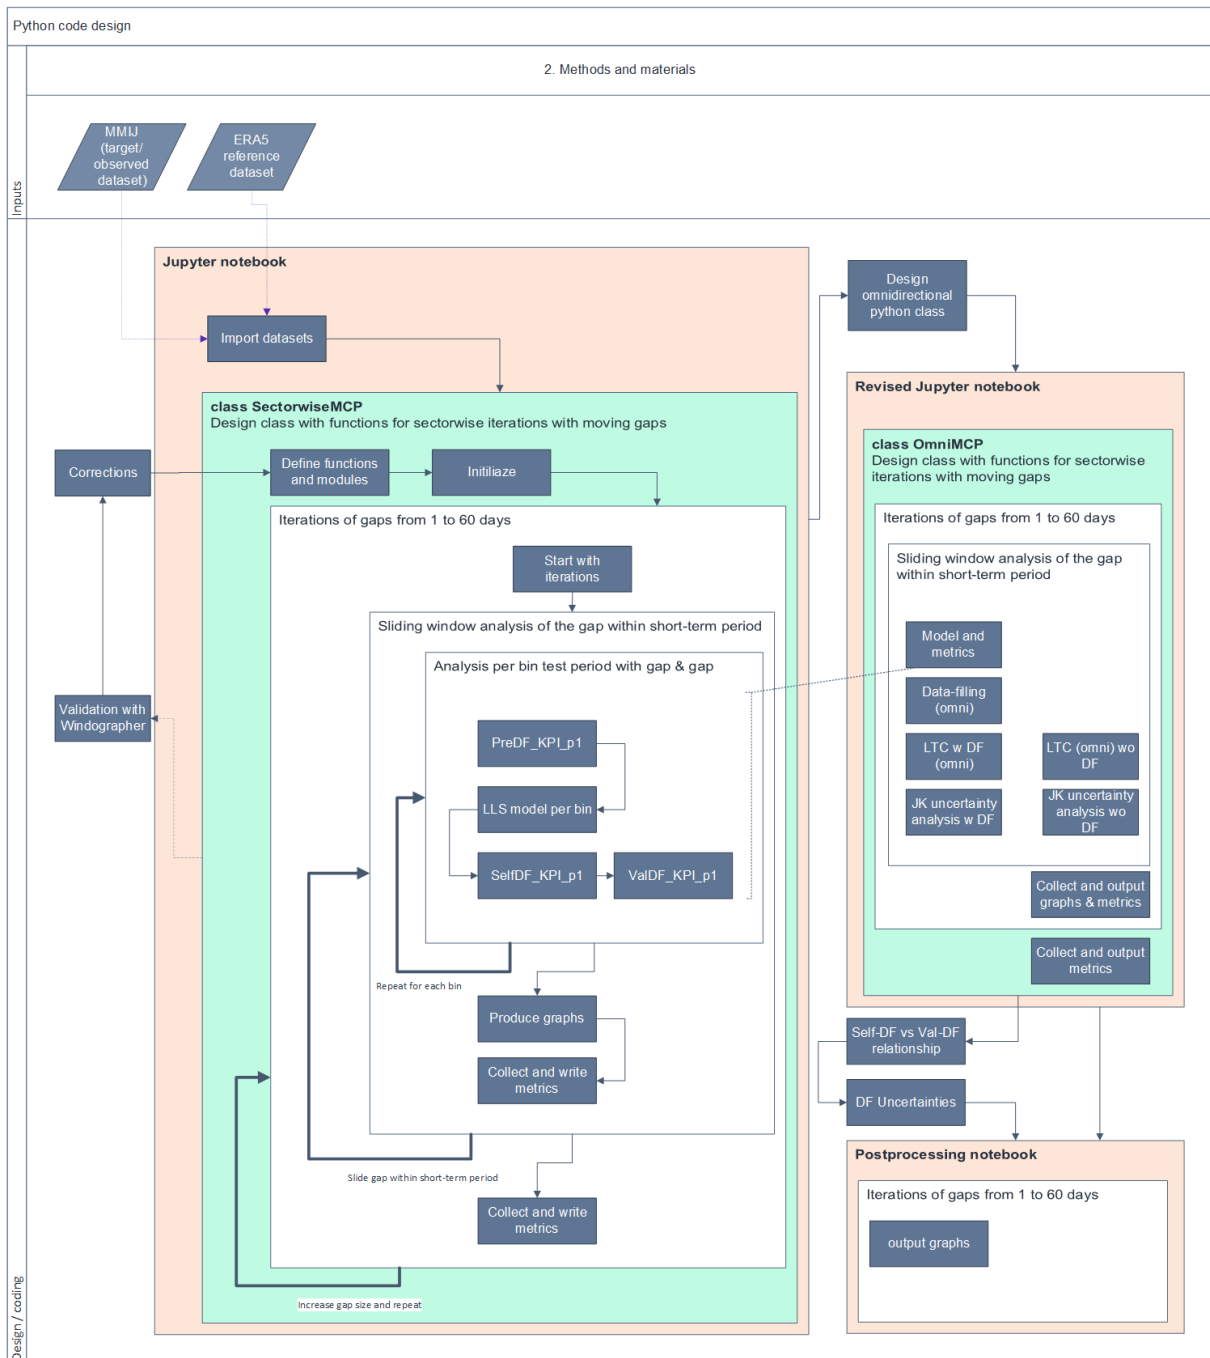 Python code design
2. Methods and materials
Inputs
MMIJ
(target/
observed
dataset)
ERA5
reference
dataset
Design / coding
Jupyter notebook
Import datasets
class SectorwiseMCP
Design class with functions for sectorwise iterations with moving gaps
Corrections
Define functions
and modules
Initiliaze
Iterations of gaps from 1 to 60 days
Start with
iterations
Sliding window analysis of the gap within short-term period
Analysis per bin test period with gap & gap
Validation with
Windographer
PreDF_KPI_p1
LLS model per bin
SelfDF_KPI_p1
ValDF_KPI_p1
Repeat for each bin
Produce graphs
Collect and write
metrics
Slide gap within short-term period
Collect and write
metrics
Increase gap size and repeat
Design
omnidirectional
python class
Revised Jupyter notebook
class OmniMCP
Design class with functions for sectorwise
iterations with moving gaps
Iterations of gaps from 1 to 60 days
Sliding window analysis of the gap
within short-term period
Model and
metrics
Data-filling
(omni)
LTC w DF
(omni)
LTC (omni) wo
DF
JK uncertainty
analysis w DF
JK uncertainty
analysis wo
DF
Collect and output
graphs & metrics
Collect and output
metrics
Self-DF vs Val-DF
relationship
DF Uncertainties
Postprocessing notebook
Iterations of gaps from 1 to 60 days
output graphs